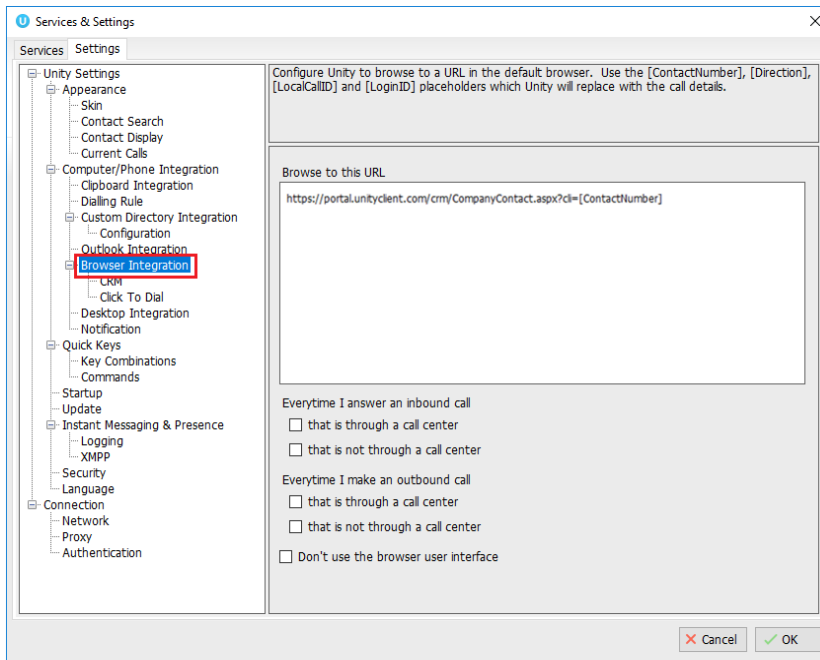 Services & Settings
Services
Settings
Unity Settings
Appearance
Skin
Contact Search
Contact Display
Current Calls
Computer/Phone Integration
Clipboard Integration
Dialling Rule
Custom Directory Integration
Configuration
Outlook Integration
Browser Integration
CRM
Click To Dial
Desktop Integration
Notification
Quick Keys
Key Combinations
Commands
Startup
Update
Instant Messaging & Presence
Logging
XMPP
Security
Language
Connection
Network
Proxy
Authentication
Configure Unity to browse to a URL in the default browser. Use the [ContactNumber], [Direction],
[LocalCallID] and [LoginID] placeholders which Unity will replace with the call details.
Browse to this URL
https://portal.unityclient.com/crm/CompanyContact.aspx?cli=[ContactNumber]
Everytime I answer an inbound call
that is through a call center
that is not through a call center
Everytime I make an outbound call
that is through a call center
that is not through a call center
Don't use the browser user interface
Cancel
OK